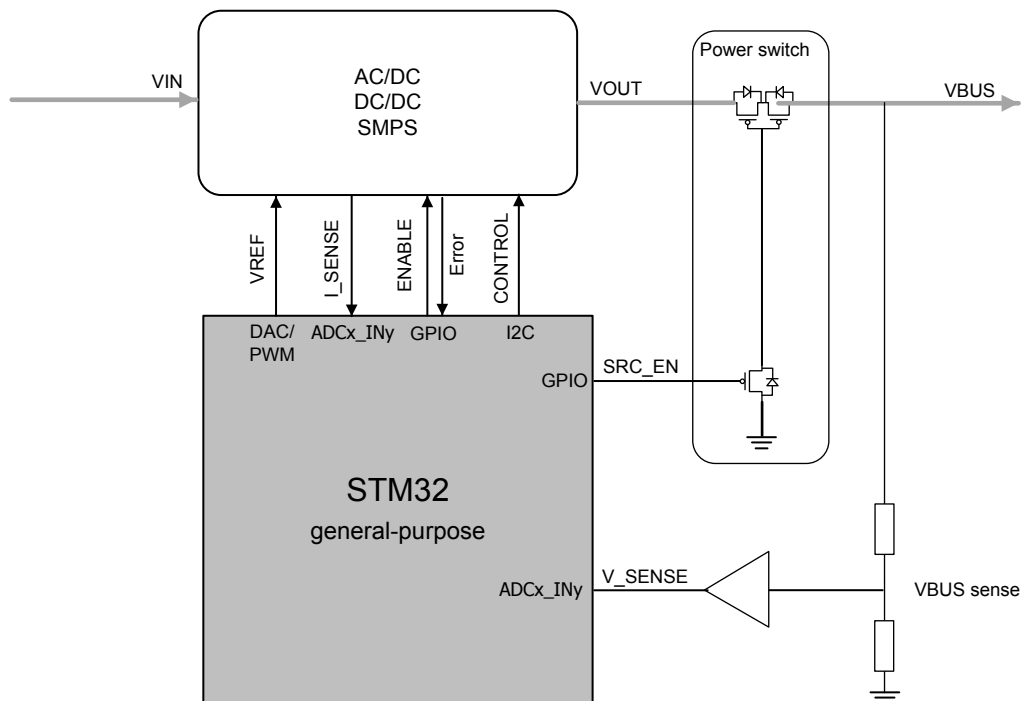 Power switch
VIN
AC/DC
DC/DC
SMPS
VOUT
VBUS
VREF
I_SENSE
ENABLE
Error
CONTROL
DAC/
PWM
ADCx_INy
GPIO
I2C
GPIO
SRC_EN
STM32
general-purpose
ADCx_INy
V_SENSE
VBUS sense